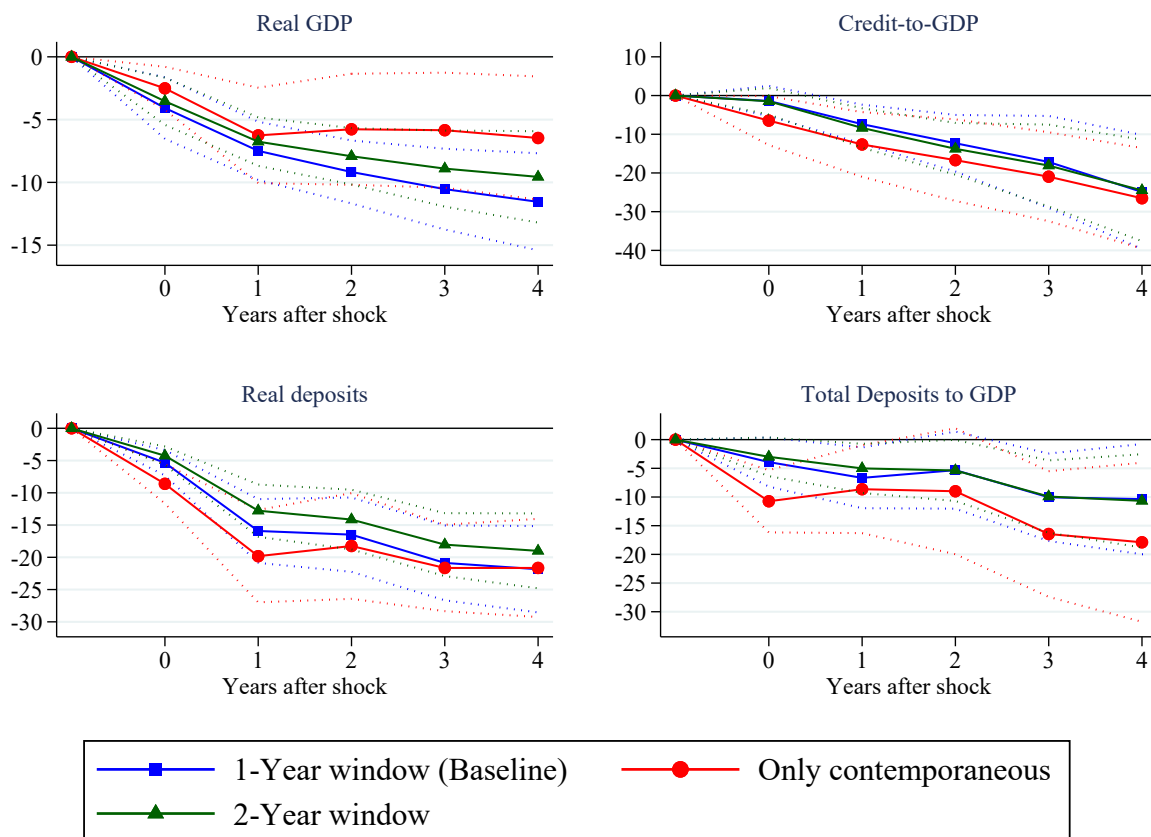 Real GDP
0
-5
-10
-15
0 1 2 3 4
Years after shock
Credit-to-GDP
10
0
-10
-20
-30
-40
0 1 2 3 4
Years after shock
Real deposits
0
-5
-10
-15
-20
-25
-30
0 1 2 3 4
Years after shock
Total Deposits to GDP
0
-5
-10
-15
-20
-25
-30
0 1 2 3 4
Years after shock
1-Year window (Baseline)
Only contemporaneous
2-Year window